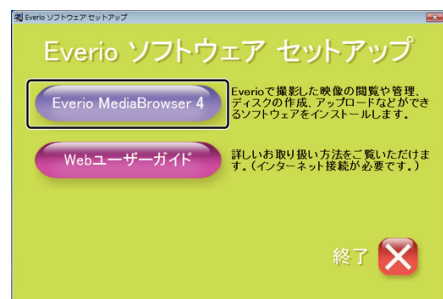 Everio ソフトウェア セットアップ
Everio ソフトウェア セットアップ
Everio MediaBrowser 4
Everioで撮影した映像の閲覧や管理、
ディスクの作成、アップロードなどができ
るソフトウェアをインストールします。
Webユーザーガイド
詳しいお取り扱い方法をご覧いただけま
す。(インターネット接続が必要です。)
終了